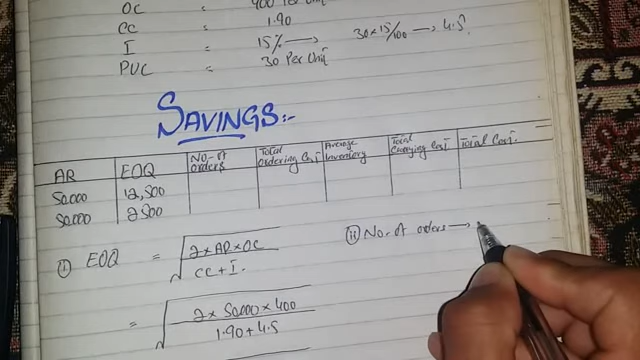 OC = 400 Per Unit
CC = 1.90
I = 15% → 30 × 15/100 → 4.5
PUC = 30 Per Unit
SAVINGS:-
AR EOQ No. of orders Total Ordering Cost Average Inventory Total Carrying Cost Total Cost
50,000 12,500
50,000 2500
(i) EOQ = √2 × AR × OC / CC + I
(ii) No. of orders →
= √2 × 50,000 × 400 / 1.90 + 4.5